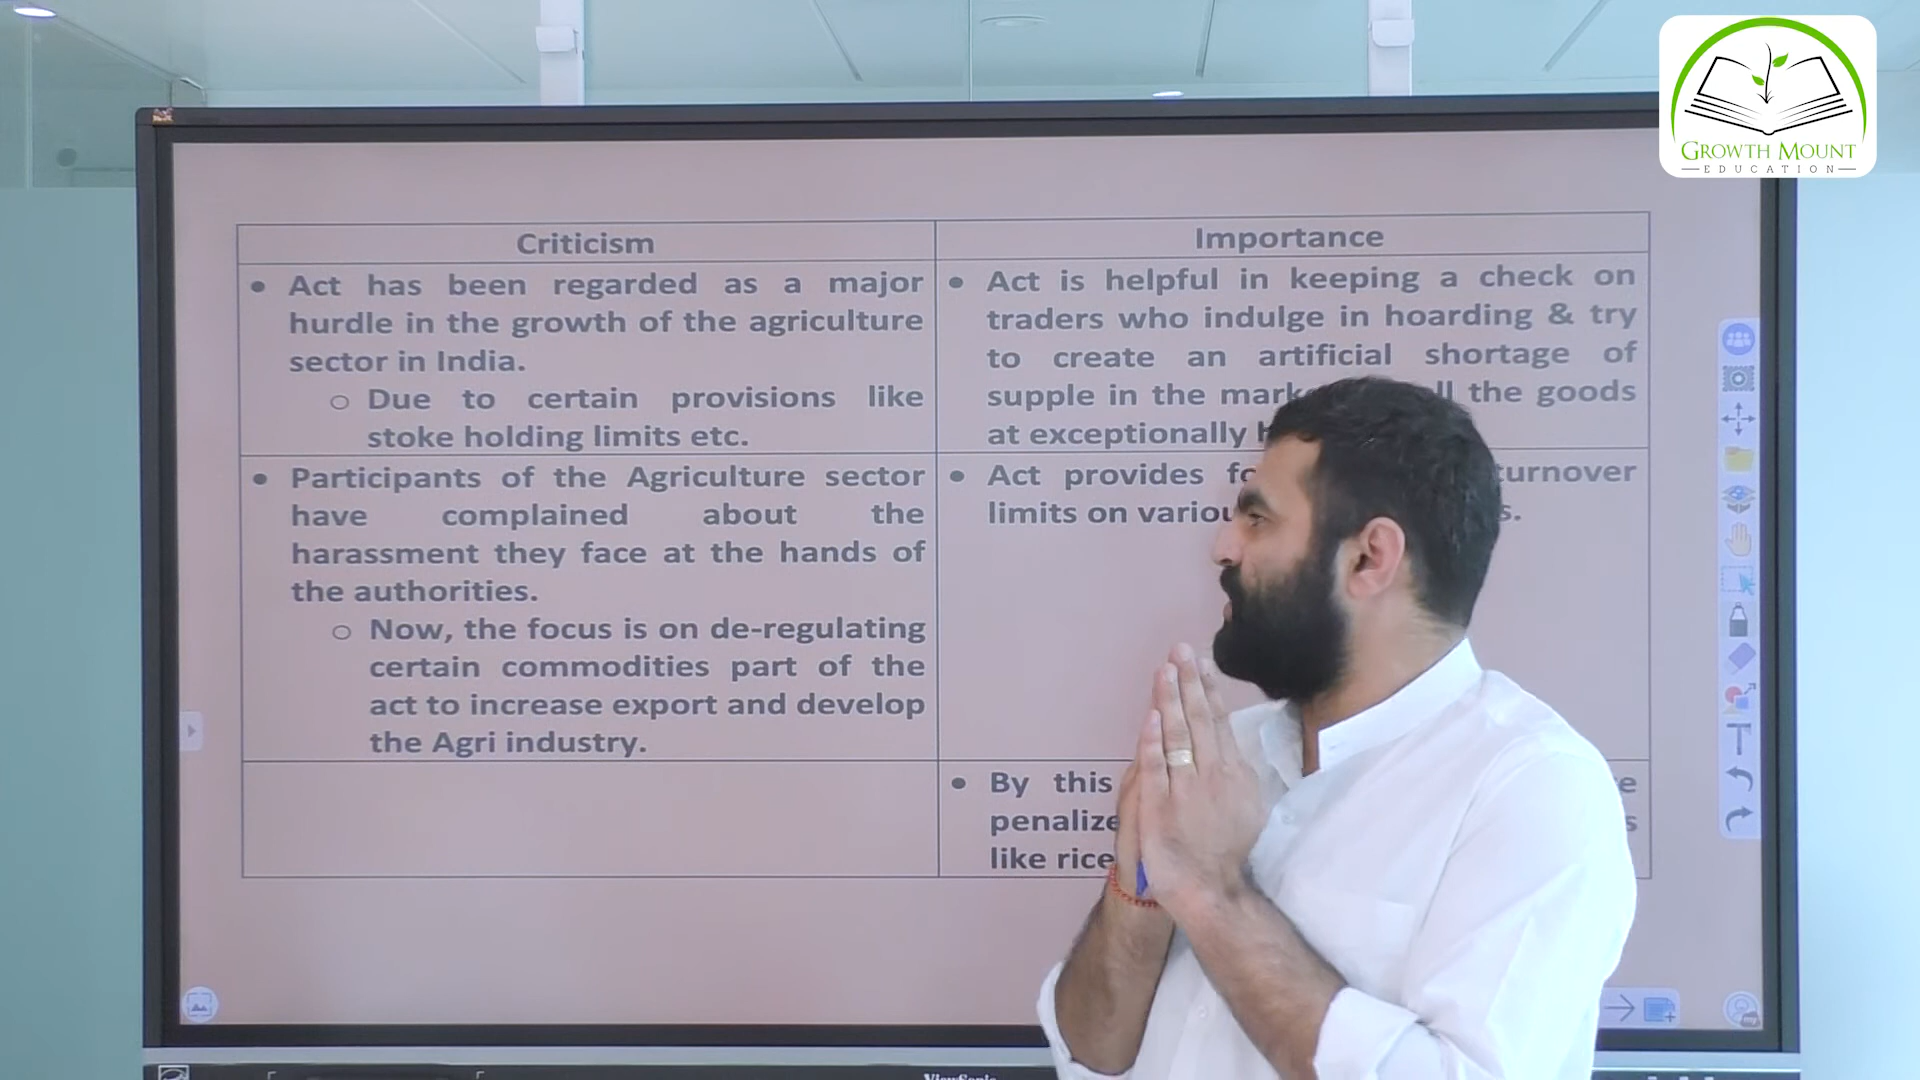 GROWTH MOUNT
EDUCATION
Criticism
Importance
• Act has been regarded as a major
hurdle in the growth of the agriculture
sector in India.
o Due to certain provisions like
stoke holding limits etc.
• Act is helpful in keeping a check on
traders who indulge in hoarding & try
to create an artificial shortage of
supple in the the goods
at exceptionally
• Participants of the Agriculture sector
have complained about the
harassment they face at the hands of
the authorities.
o Now, the focus is on de-regulating
certain commodities part of the
act to increase export and develop
the Agri industry.
• Act provides turnover
limits on
• By this
penalize
like rice
ViewSonic